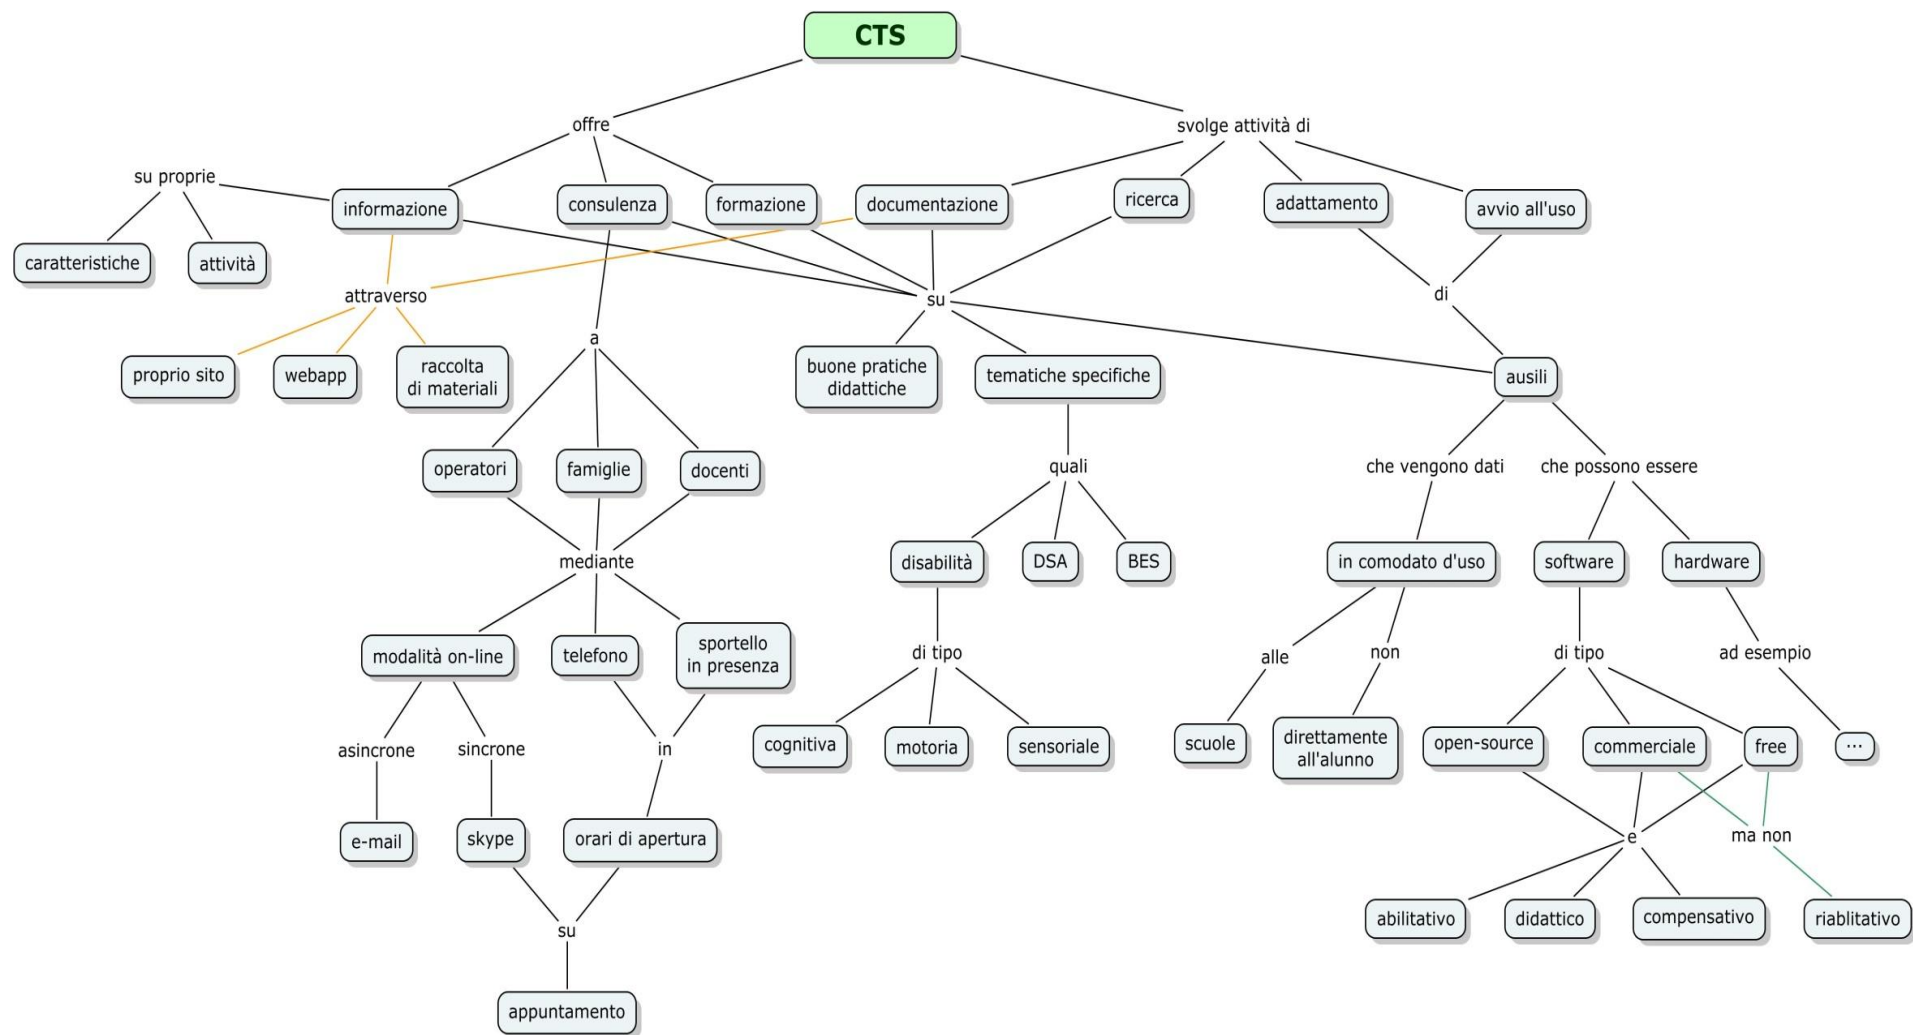 CTS
offre
svolge attività di
su proprie
informazione
consulenza
formazione
documentazione
ricerca
adattamento
avvio all'uso
caratteristiche
attività
attraverso
su
di
a
proprio sito
webapp
raccolta
di materiali
buone pratiche
didattiche
tematiche specifiche
ausili
operatori
famiglie
docenti
quali
che vengono dati
che possono essere
mediante
disabilità
DSA
BES
in comodato d'uso
software
hardware
modalità on-line
telefono
sportello
in presenza
di tipo
alle
non
di tipo
ad esempio
asincrone
sincrone
in
cognitiva
motoria
sensoriale
scuole
direttamente
all'alunno
open-source
commerciale
free
...
e-mail
skype
orari di apertura
e
ma non
su
abilitativo
didattico
compensativo
riablitativo
appuntamento